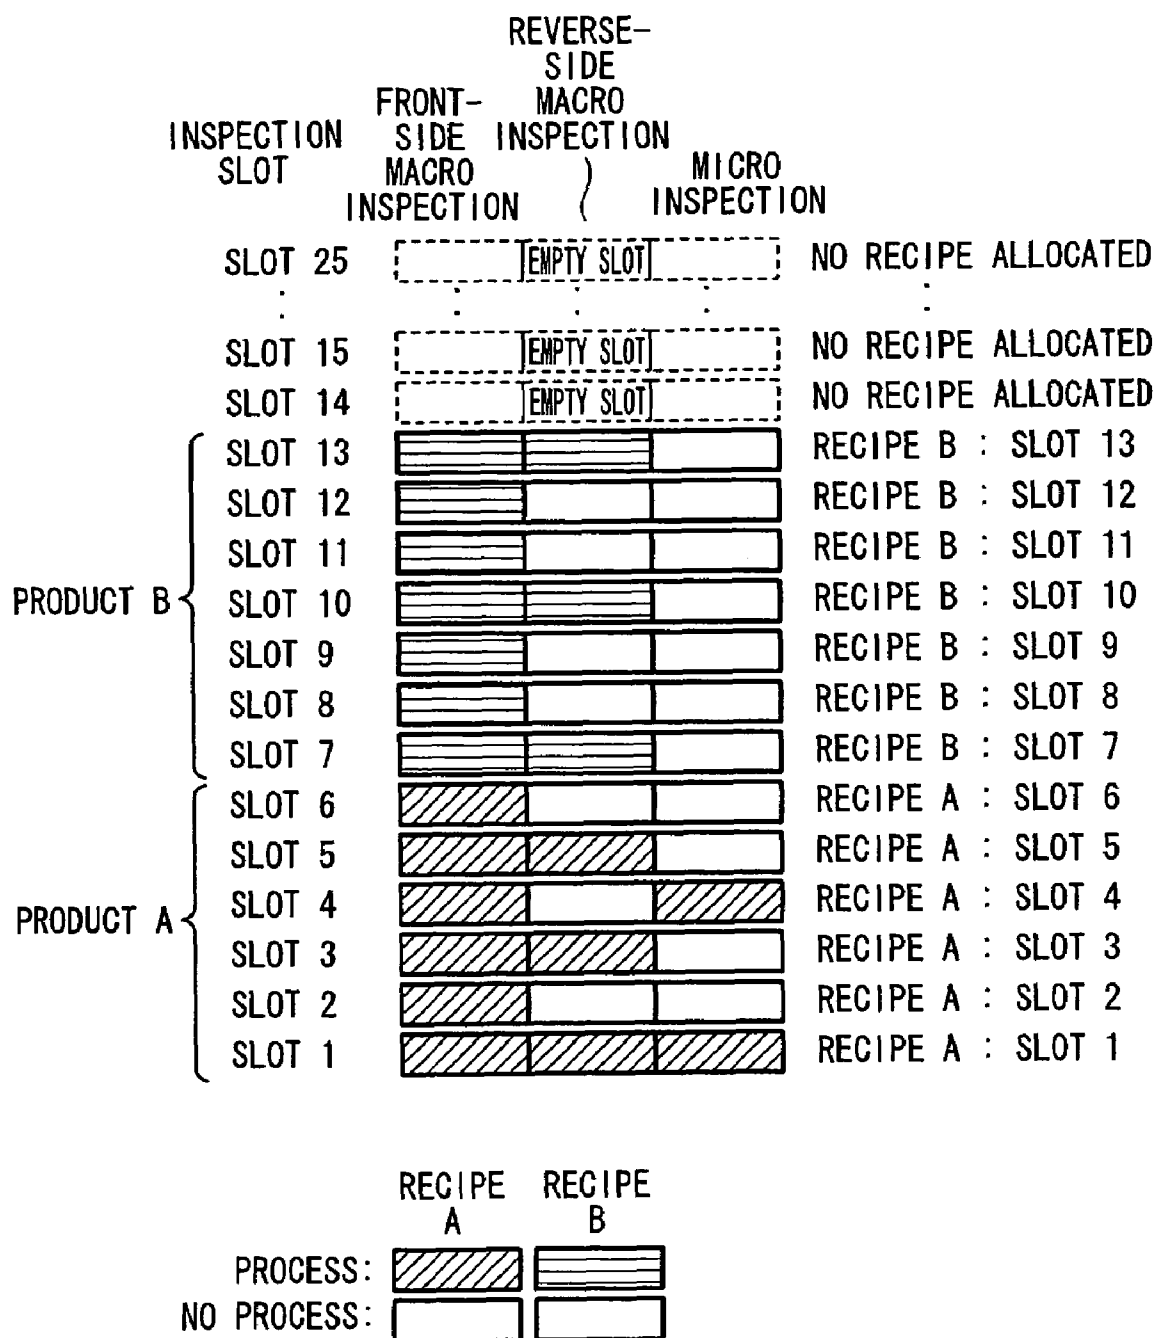 REVERSE-
SIDE
MACRO
INSPECTION
FRONT-
SIDE
MACRO
INSPECTION
INSPECTION
SLOT
MICRO
INSPECTION
SLOT 25 EMPTY SLOT NO RECIPE ALLOCATED
SLOT 15 EMPTY SLOT NO RECIPE ALLOCATED
SLOT 14 EMPTY SLOT NO RECIPE ALLOCATED
SLOT 13 RECIPE B : SLOT 13
SLOT 12 RECIPE B : SLOT 12
SLOT 11 RECIPE B : SLOT 11
PRODUCT B SLOT 10 RECIPE B : SLOT 10
SLOT 9 RECIPE B : SLOT 9
SLOT 8 RECIPE B : SLOT 8
SLOT 7 RECIPE B : SLOT 7
SLOT 6 RECIPE A : SLOT 6
SLOT 5 RECIPE A : SLOT 5
PRODUCT A SLOT 4 RECIPE A : SLOT 4
SLOT 3 RECIPE A : SLOT 3
SLOT 2 RECIPE A : SLOT 2
SLOT 1 RECIPE A : SLOT 1
RECIPE RECIPE
A B
PROCESS:
NO PROCESS: